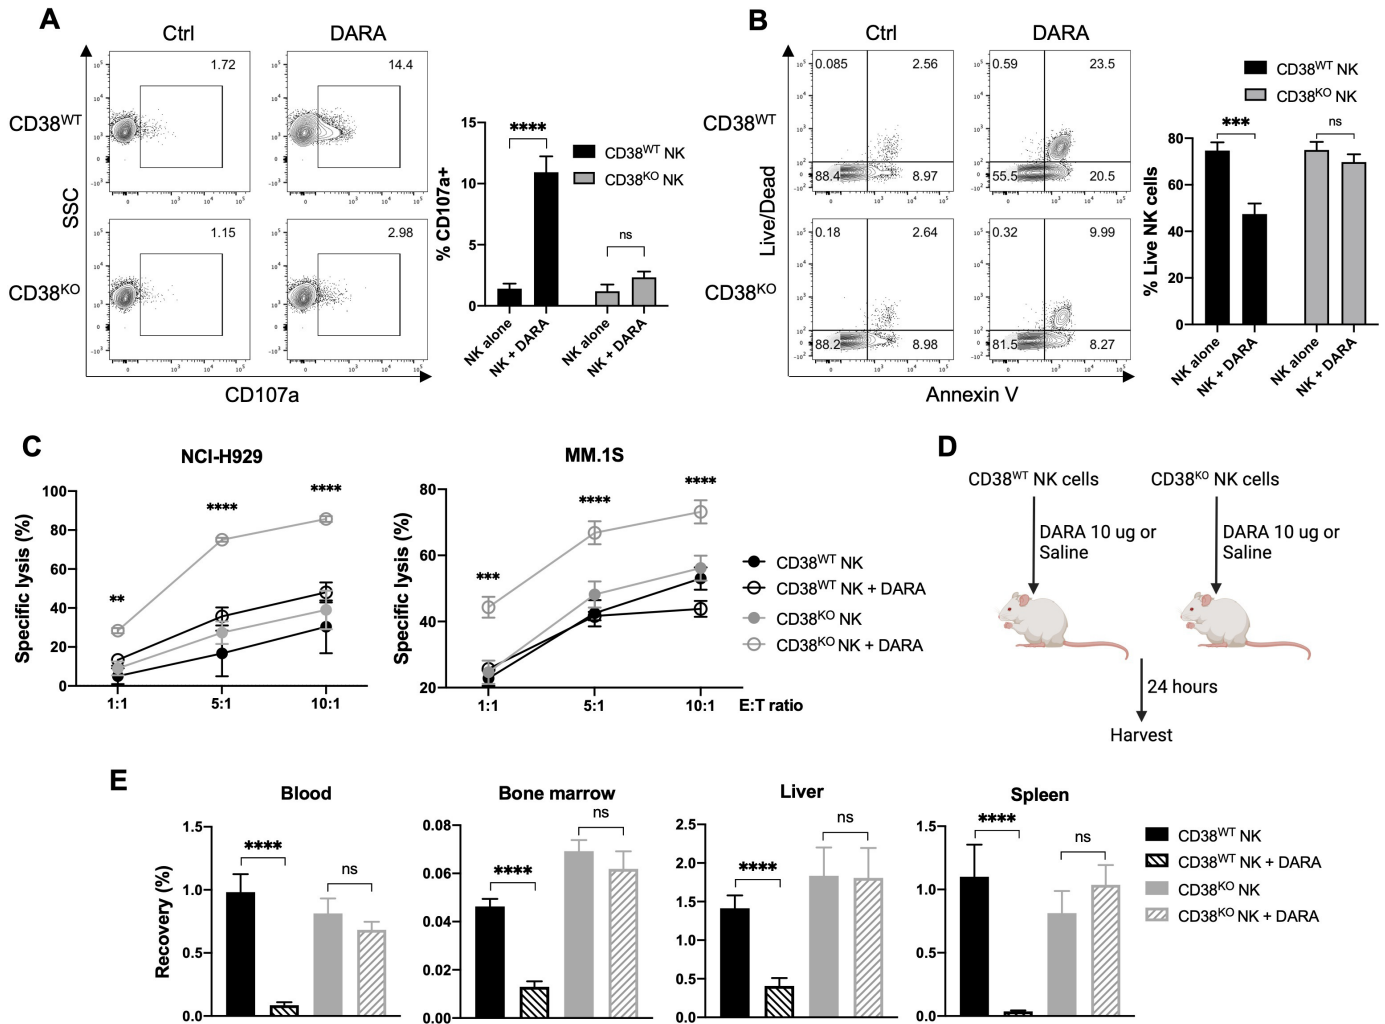 A
Ctrl
DARA
CD38WT
CD38KO
SSC
1.72
14.4
1.15
2.98
CD107a
15
10
5
0
% CD107a+
****
ns
CD38WT NK
CD38KO NK
NK alone
NK + DARA
NK alone
NK + DARA
B
Ctrl
DARA
CD38WT
CD38KO
Live/Dead
0.085
2.56
88.4
8.97
0.59
23.5
55.5
20.5
0.18
2.64
88.2
8.98
0.32
9.99
81.5
8.27
Annexin V
CD38WT NK
CD38KO NK
80
60
40
20
0
% Live NK cells
***
ns
NK alone
NK + DARA
NK alone
NK + DARA
C
NCI-H929
Specific lysis (%)
100
80
60
40
20
0
**
****
****
1:1
5:1
10:1
MM.1S
Specific lysis (%)
80
60
40
20
***
****
****
1:1
5:1
10:1
E:T ratio
CD38WT NK
CD38WT NK + DARA
CD38KO NK
CD38KO NK + DARA
D
CD38WT NK cells
CD38KO NK cells
DARA 10 ug or
Saline
DARA 10 ug or
Saline
24 hours
Harvest
E
Blood
Recovery (%)
1.5
1.0
0.5
0.0
****
ns
Bone marrow
0.08
0.06
0.04
0.02
0.00
****
ns
Liver
2.5
2.0
1.5
1.0
0.5
0.0
****
ns
Spleen
1.5
1.0
0.5
0.0
****
ns
CD38WT NK
CD38WT NK + DARA
CD38KO NK
CD38KO NK + DARA